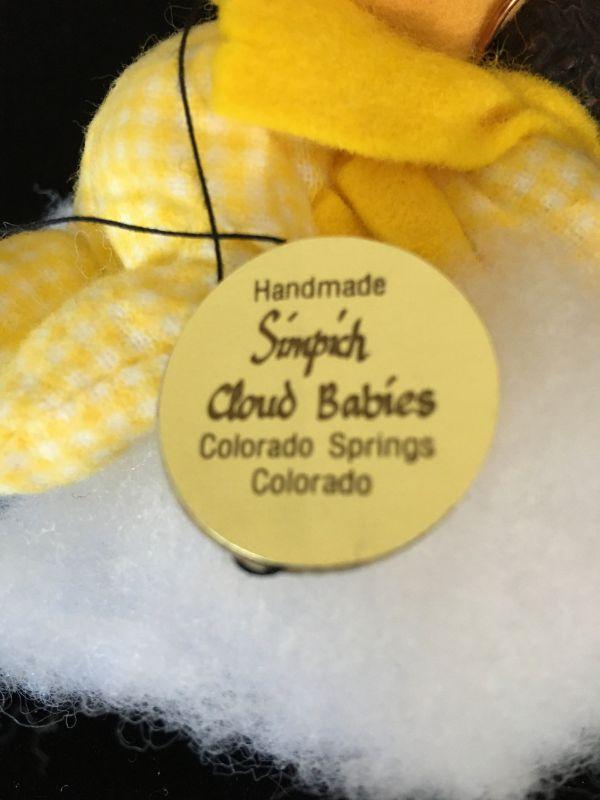 Handmade
Simpich
Cloud Babies
Colorado Springs
Colorado